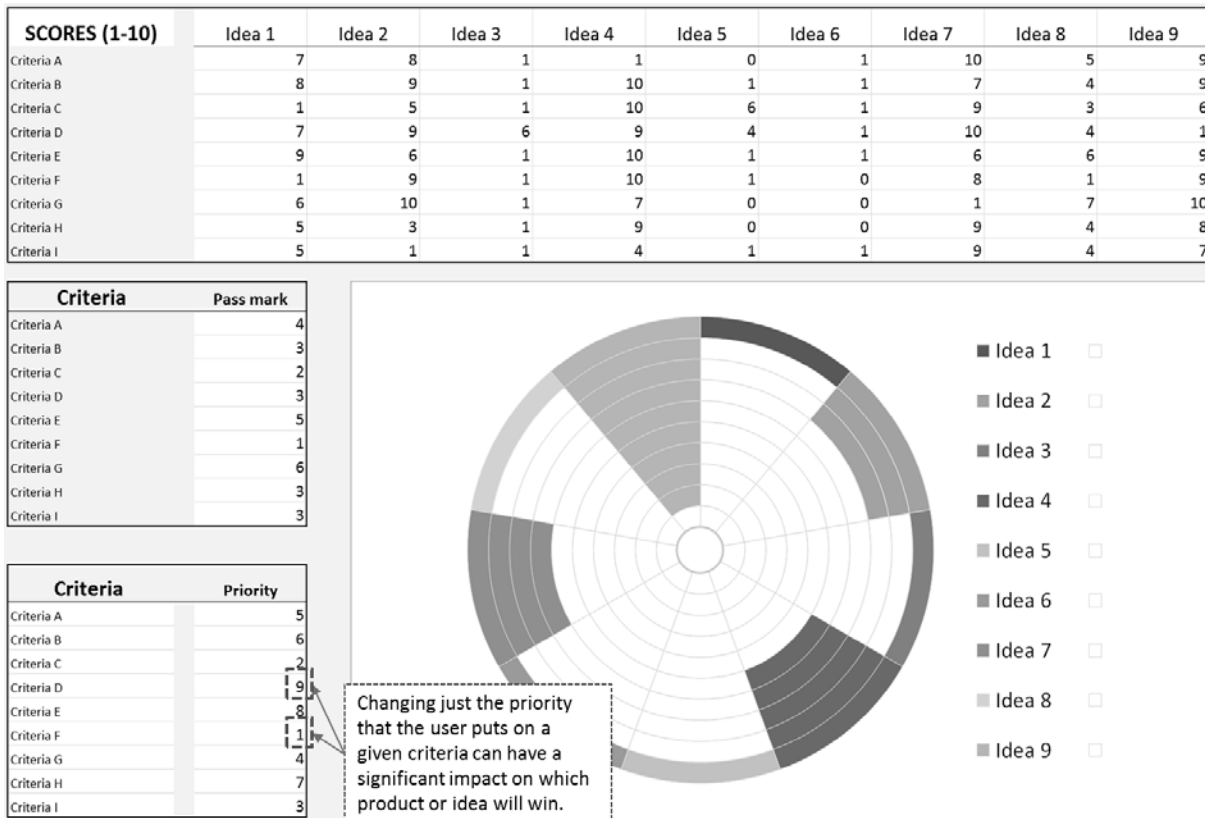 SCORES (1-10) Idea 1 Idea 2 Idea 3 Idea 4 Idea 5 Idea 6 Idea 7 Idea 8 Idea 9
Criteria A 7 8 1 1 0 1 10 5 9
Criteria B 8 9 1 10 1 1 7 4 9
Criteria C 1 5 1 10 6 1 9 3 6
Criteria D 7 9 6 9 4 1 10 4 1
Criteria E 9 6 1 10 1 1 6 6 9
Criteria F 1 9 1 10 1 0 8 1 9
Criteria G 6 10 1 7 0 0 1 7 10
Criteria H 5 3 1 9 0 0 9 4 8
Criteria I 5 1 1 4 1 1 9 4 7
Criteria Pass mark
Criteria A 4
Criteria B 3
Criteria C 2
Criteria D 3
Criteria E 5
Criteria F 1
Criteria G 6
Criteria H 3
Criteria I 3
Criteria Priority
Criteria A 5
Criteria B 6
Criteria C 2
Criteria D 9
Criteria E 8
Criteria F 1
Criteria G 4
Criteria H 7
Criteria I 3
Changing just the priority
that the user puts on a
given criteria can have a
significant impact on which
product or idea will win.
Idea 1
Idea 2
Idea 3
Idea 4
Idea 5
Idea 6
Idea 7
Idea 8
Idea 9